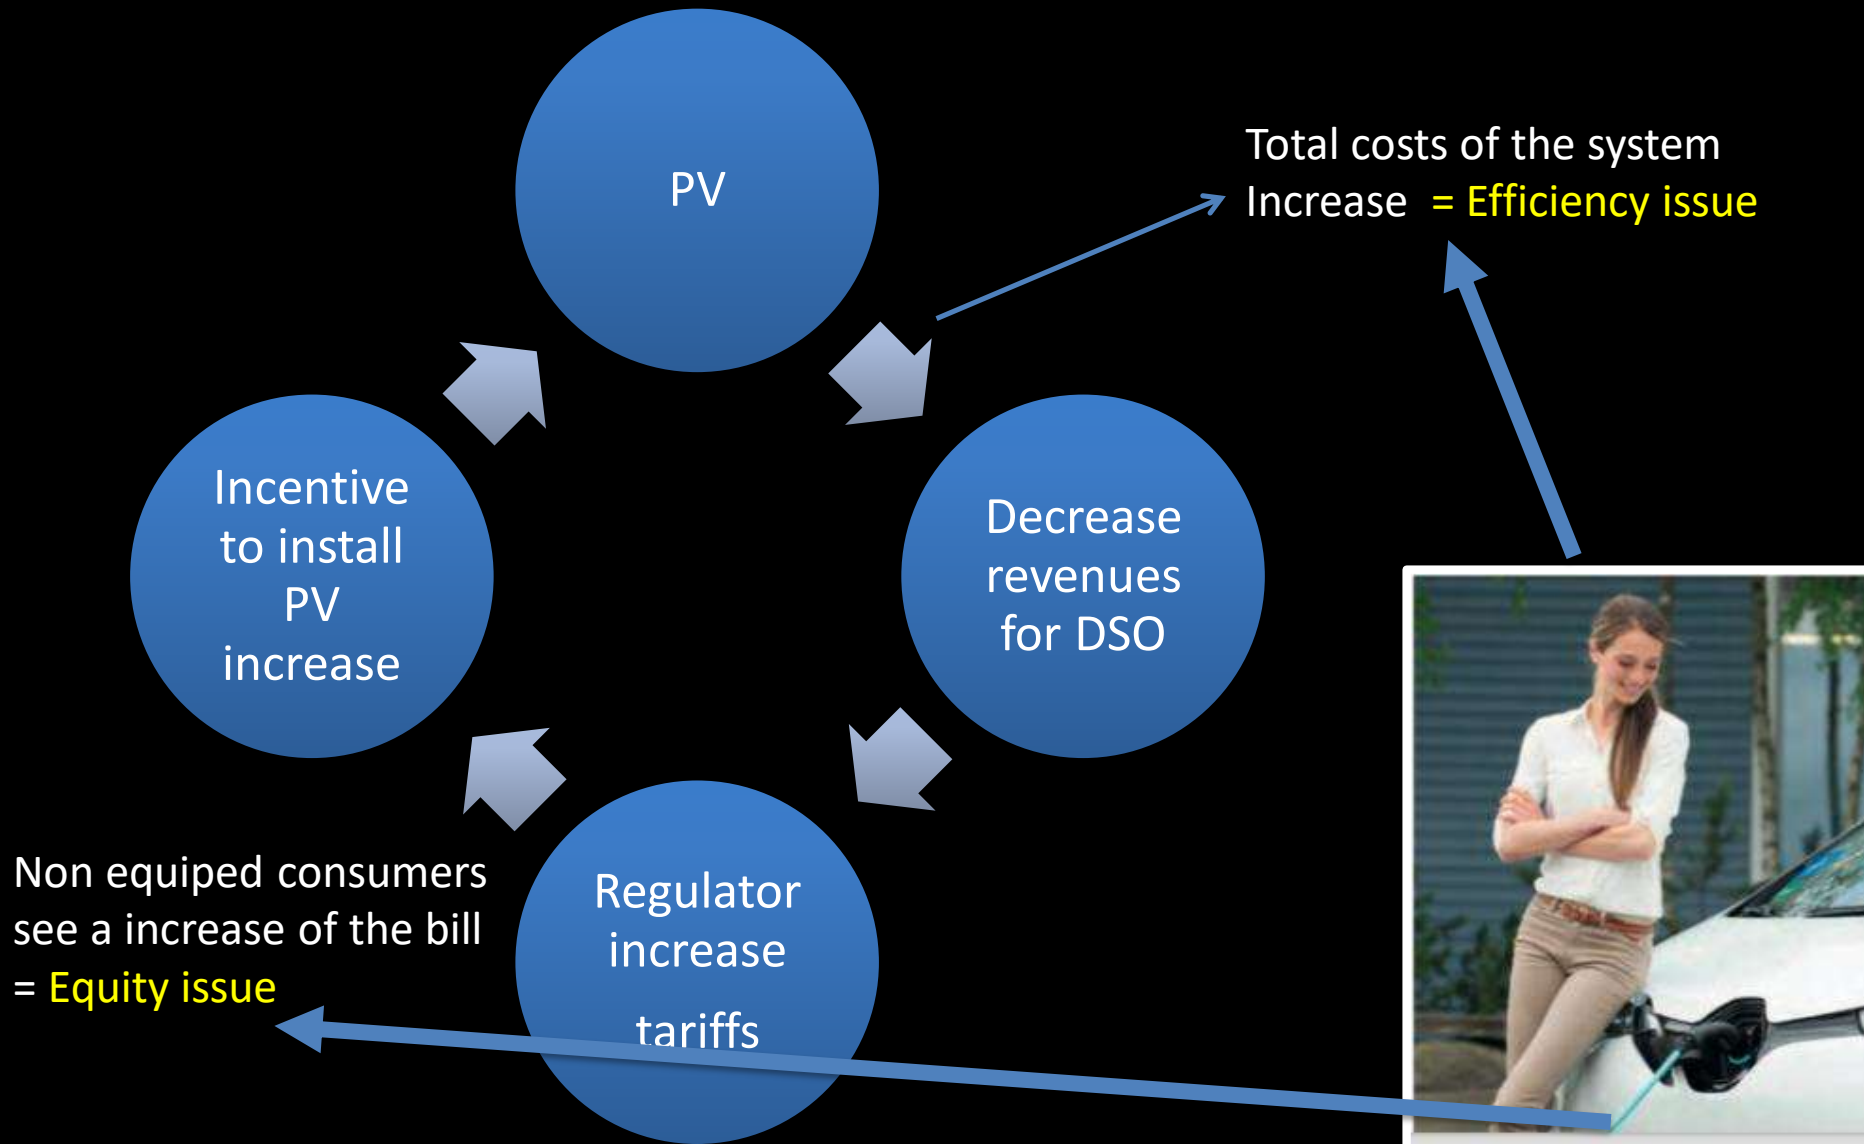 PV
Total costs of the system
Increase = Efficiency issue
Incentive
to install
PV
increase
Decrease
revenues
for DSO
Non equiped consumers
see a increase of the bill
= Equity issue
Regulator
increase
tariffs